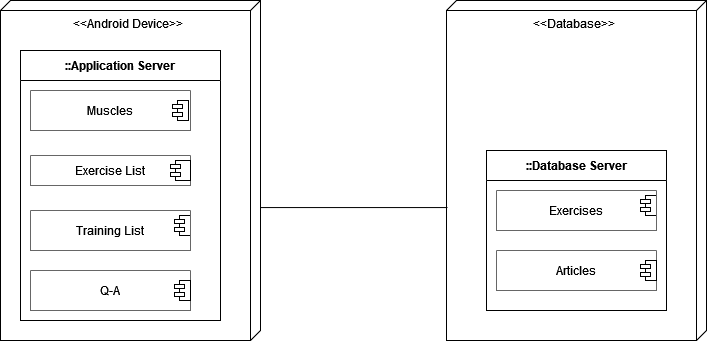 <<Android Device>>
::Application Server
Muscles
Exercise List
Training List
Q-A
<<Database>>
::Database Server
Exercises
Articles